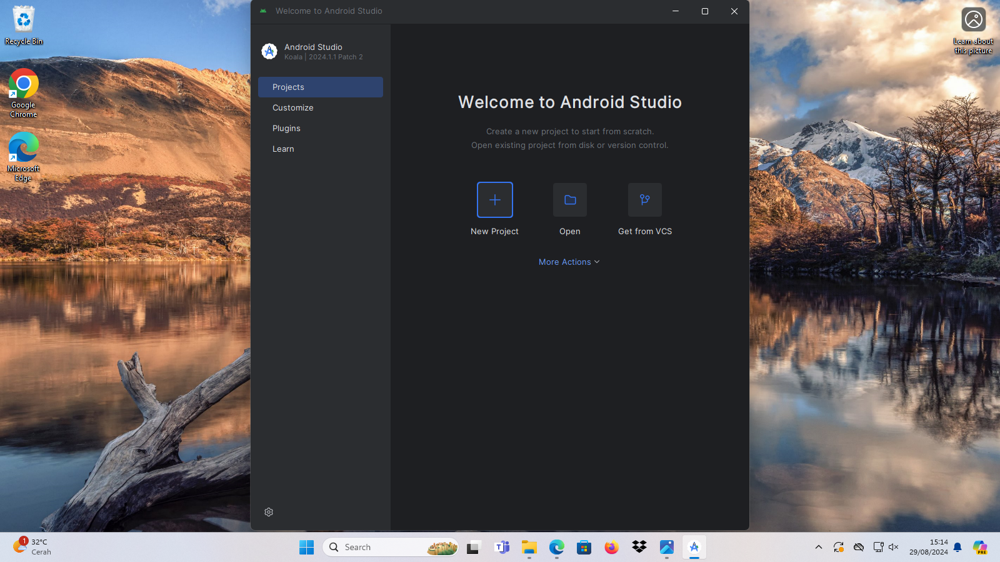 Recycle Bin
Google
Chrome
Microsoft
Edge
Learn about
this picture
Welcome to Android Studio
Android Studio
Koala | 2024.1.1 Patch 2
Projects
Customize
Plugins
Learn
Welcome to Android Studio
Create a new project to start from scratch.
Open existing project from disk or version control.
New Project
Open
Get from VCS
More Actions
1
32°C
Cerah
Search
T
15:14
29/08/2024
PRE